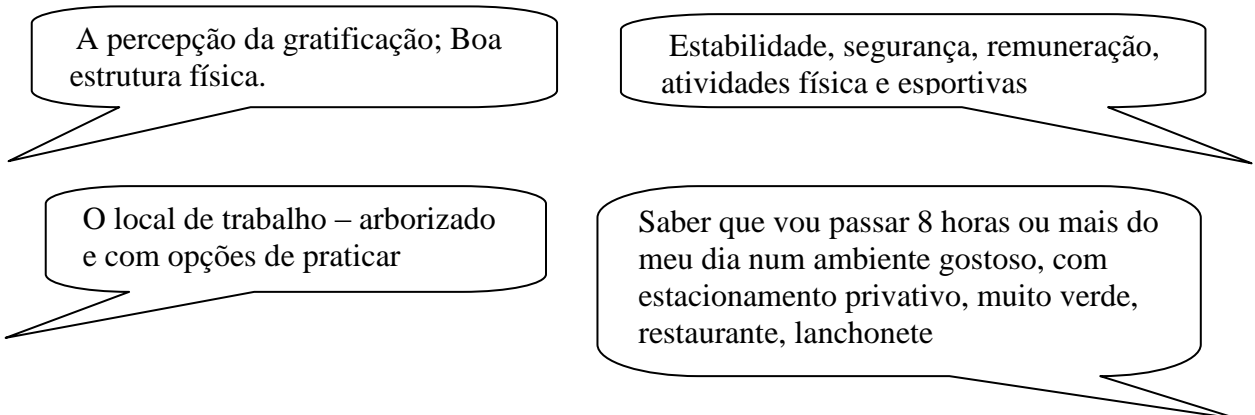 A percepção da gratificação; Boa
estrutura física.
Estabilidade, segurança, remuneração,
atividades física e esportivas
O local de trabalho – arborizado
e com opções de praticar
Saber que vou passar 8 horas ou mais do
meu dia num ambiente gostoso, com
estacionamento privativo, muito verde,
restaurante, lanchonete